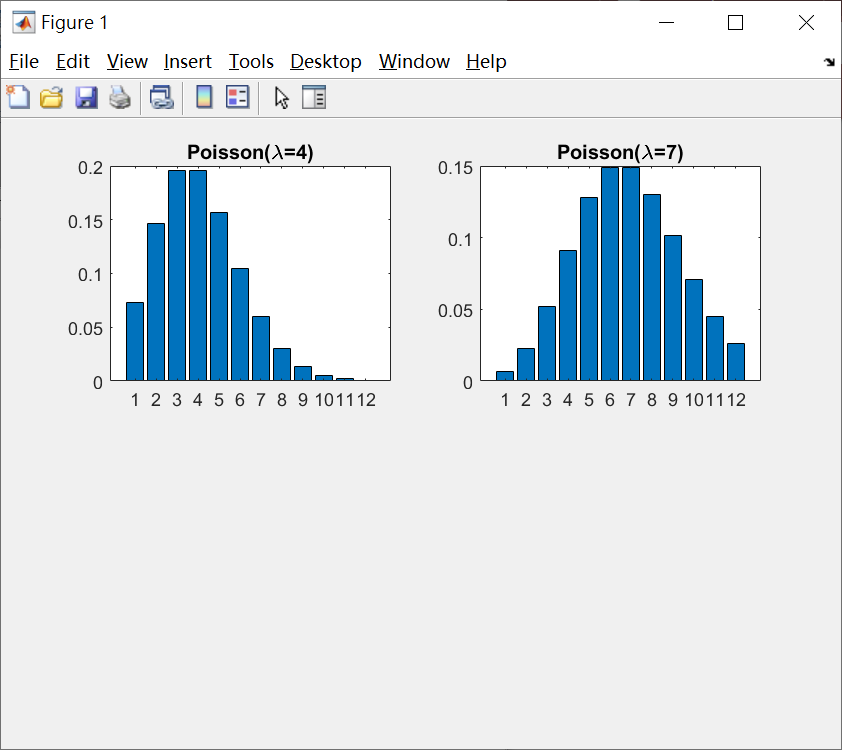 Figure 1
File Edit View Insert Tools Desktop Window Help
Poisson(λ=4)
0.2
0.15
0.1
0.05
0
1 2 3 4 5 6 7 8 9 10 11 12
Poisson(λ=7)
0.15
0.1
0.05
0
1 2 3 4 5 6 7 8 9 10 11 12